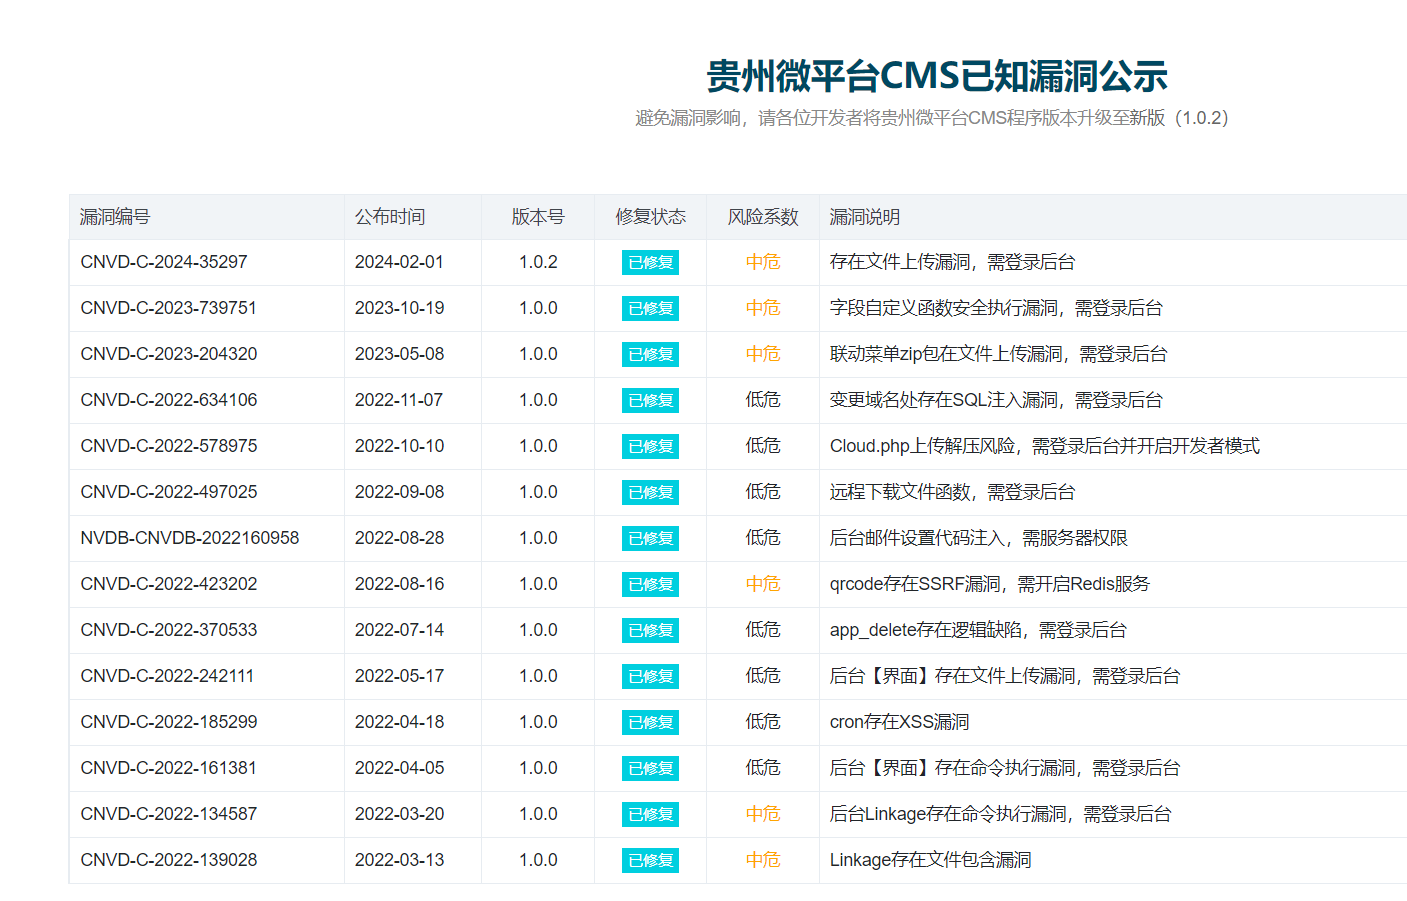 贵州微平台CMS已知漏洞公示
避免漏洞影响，请各位开发者将贵州微平台CMS程序版本升级至新版（1.0.2）
漏洞编号 公布时间 版本号 修复状态 风险系数 漏洞说明
CNVD-C-2024-35297 2024-02-01 1.0.2 已修复 中危 存在文件上传漏洞，需登录后台
CNVD-C-2023-739751 2023-10-19 1.0.0 已修复 中危 字段自定义函数安全执行漏洞，需登录后台
CNVD-C-2023-204320 2023-05-08 1.0.0 已修复 中危 联动菜单zip包在文件上传漏洞，需登录后台
CNVD-C-2022-634106 2022-11-07 1.0.0 已修复 低危 变更域名处存在SQL注入漏洞，需登录后台
CNVD-C-2022-578975 2022-10-10 1.0.0 已修复 低危 Cloud.php上传解压风险，需登录后台并开启开发者模式
CNVD-C-2022-497025 2022-09-08 1.0.0 已修复 低危 远程下载文件函数，需登录后台
NVDB-CNVDB-2022160958 2022-08-28 1.0.0 已修复 低危 后台邮件设置代码注入，需服务器权限
CNVD-C-2022-423202 2022-08-16 1.0.0 已修复 中危 qrcode存在SSRF漏洞，需开启Redis服务
CNVD-C-2022-370533 2022-07-14 1.0.0 已修复 低危 app_delete存在逻辑缺陷，需登录后台
CNVD-C-2022-242111 2022-05-17 1.0.0 已修复 低危 后台【界面】存在文件上传漏洞，需登录后台
CNVD-C-2022-185299 2022-04-18 1.0.0 已修复 低危 cron存在XSS漏洞
CNVD-C-2022-161381 2022-04-05 1.0.0 已修复 低危 后台【界面】存在命令执行漏洞，需登录后台
CNVD-C-2022-134587 2022-03-20 1.0.0 已修复 中危 后台Linkage存在命令执行漏洞，需登录后台
CNVD-C-2022-139028 2022-03-13 1.0.0 已修复 中危 Linkage存在文件包含漏洞